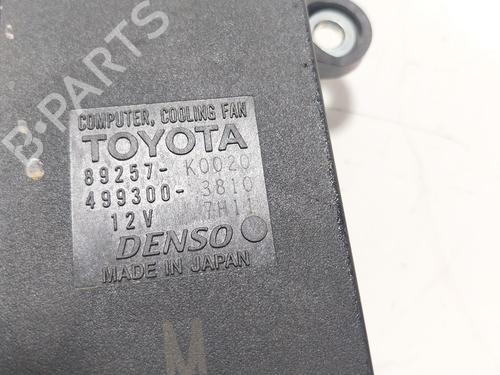 B-PARTS
COMPUTER, COOLING FAN
TOYOTA
89257-K0020
499300-3810
12V 7H11
DENSO
MADE IN JAPAN
M